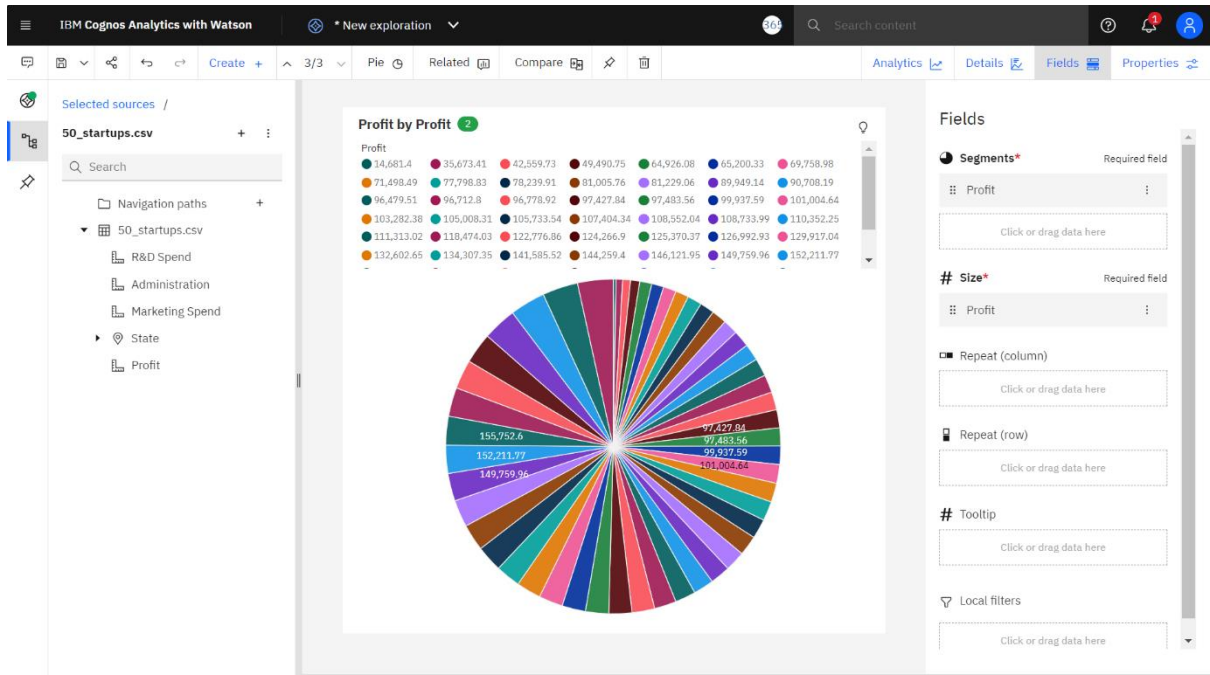 IBM Cognos Analytics with Watson
* New exploration
365
Search content
1
Create +
3/3
Pie
Related
Compare
Analytics
Details
Fields
Properties
Selected sources /
50_startups.csv
Search
Navigation paths
50_startups.csv
R&D Spend
Administration
Marketing Spend
State
Profit
Profit by Profit 2
Profit
14,681.4 35,673.41 42,559.73 49,490.75 64,926.08 65,200.33 69,758.98
71,498.49 77,798.83 78,239.91 81,005.76 81,229.06 89,949.14 90,708.19
96,479.51 96,712.8 96,778.92 97,427.84 97,483.56 99,937.59 101,004.64
103,282.38 105,008.31 105,733.54 107,404.34 108,552.04 108,733.99 110,352.25
111,313.02 118,474.03 122,776.86 124,266.9 125,370.37 126,992.93 129,917.04
132,602.65 134,307.35 141,585.52 144,259.4 146,121.95 149,759.96 152,211.77
155,752.6
152,211.77
149,759.96
97,427.84
97,483.56
99,937.59
101,004.64
Fields
Segments* Required field
Profit
Click or drag data here
# Size* Required field
Profit
Repeat (column)
Click or drag data here
Repeat (row)
Click or drag data here
# Tooltip
Click or drag data here
Local filters
Click or drag data here